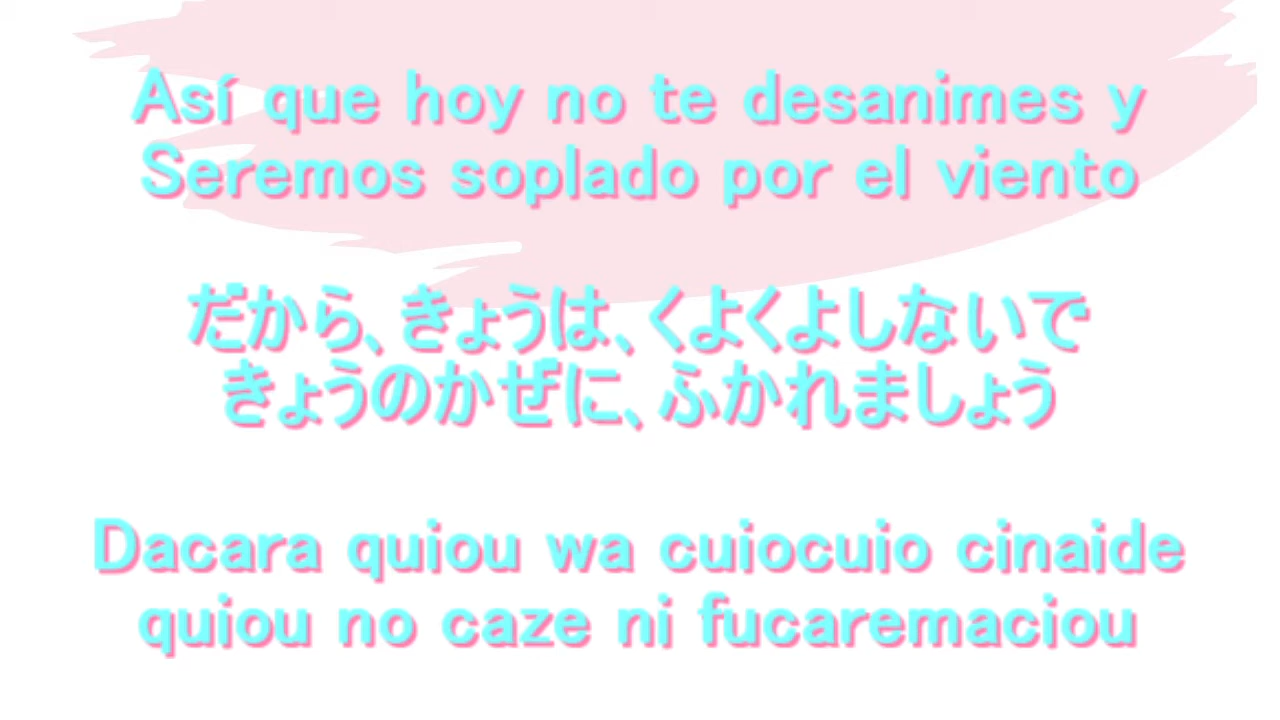 Así que hoy no te desanimes y
Seremos soplado por el viento
だから、きょうは、くよくよしないで
きょうのかぜに、ふかれましょう
Dacara quiou wa cuiocuio cinaide
quiou no caze ni fucaremaciou